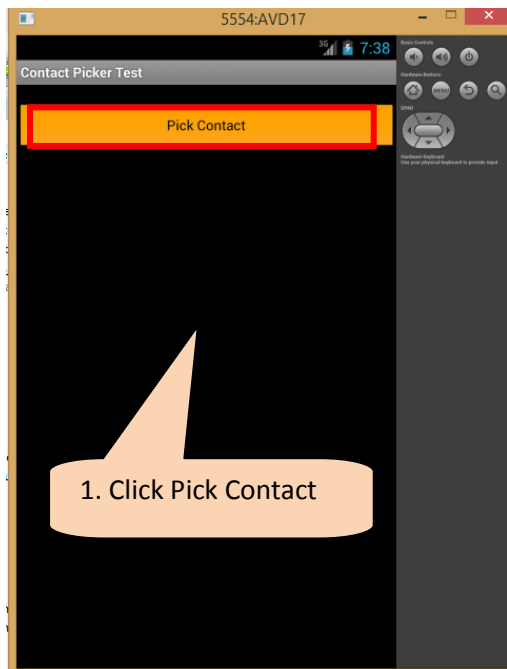 5554:AVD17
3G 7:38
Contact Picker Test
Pick Contact
1. Click Pick Contact
Basic Controls
Hardware Buttons
MENU
DPAD
Hardware Keyboard
Use your physical keyboard to provide input